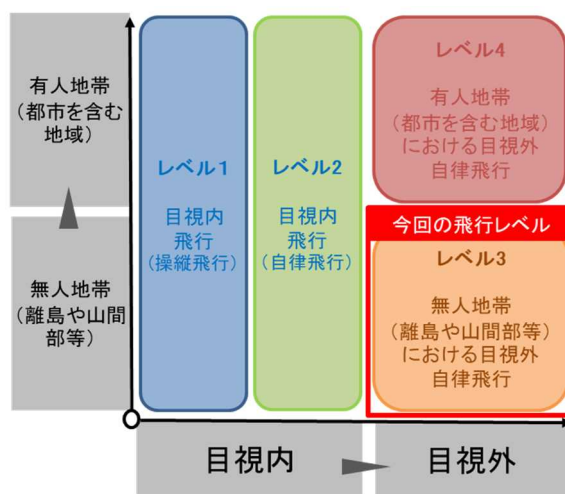 有人地帯
(都市を含む
地域)
無人地帯
(離島や山間
部等)
レベル1
目視内
飛行
(操縦飛行)
レベル2
目視内
飛行
(自律飛行)
レベル4
有人地帯
(都市を含む地域)
における目視外
自律飛行
今回の飛行レベル
レベル3
無人地帯
(離島や山間部等)
における目視外
自律飛行
目視内
目視外